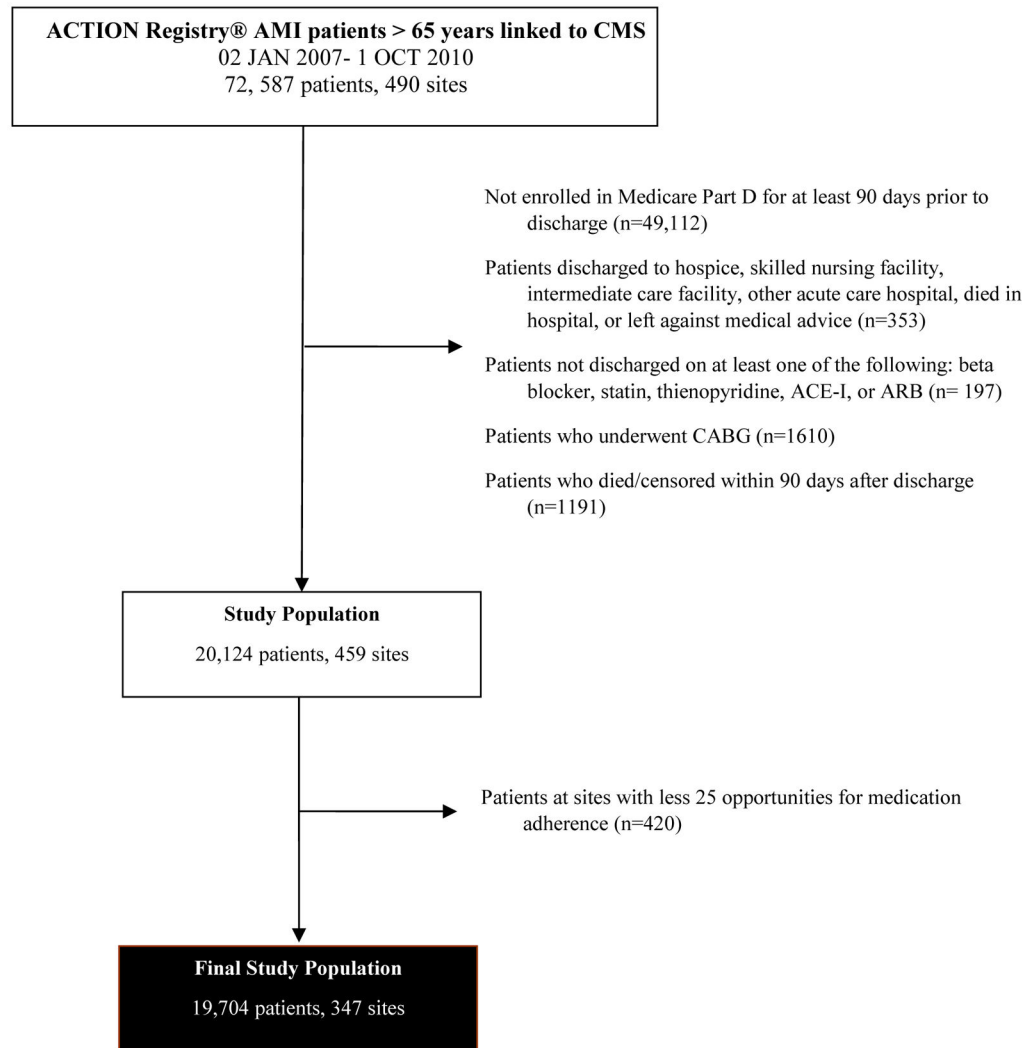 ACTION Registry® AMI patients > 65 years linked to CMS
02 JAN 2007- 1 OCT 2010
72, 587 patients, 490 sites
Not enrolled in Medicare Part D for at least 90 days prior to
discharge (n=49,112)
Patients discharged to hospice, skilled nursing facility,
intermediate care facility, other acute care hospital, died in
hospital, or left against medical advice (n=353)
Patients not discharged on at least one of the following: beta
blocker, statin, thienopyridine, ACE-I, or ARB (n= 197)
Patients who underwent CABG (n=1610)
Patients who died/censored within 90 days after discharge
(n=1191)
Study Population
20,124 patients, 459 sites
Patients at sites with less 25 opportunities for medication
adherence (n=420)
Final Study Population
19,704 patients, 347 sites